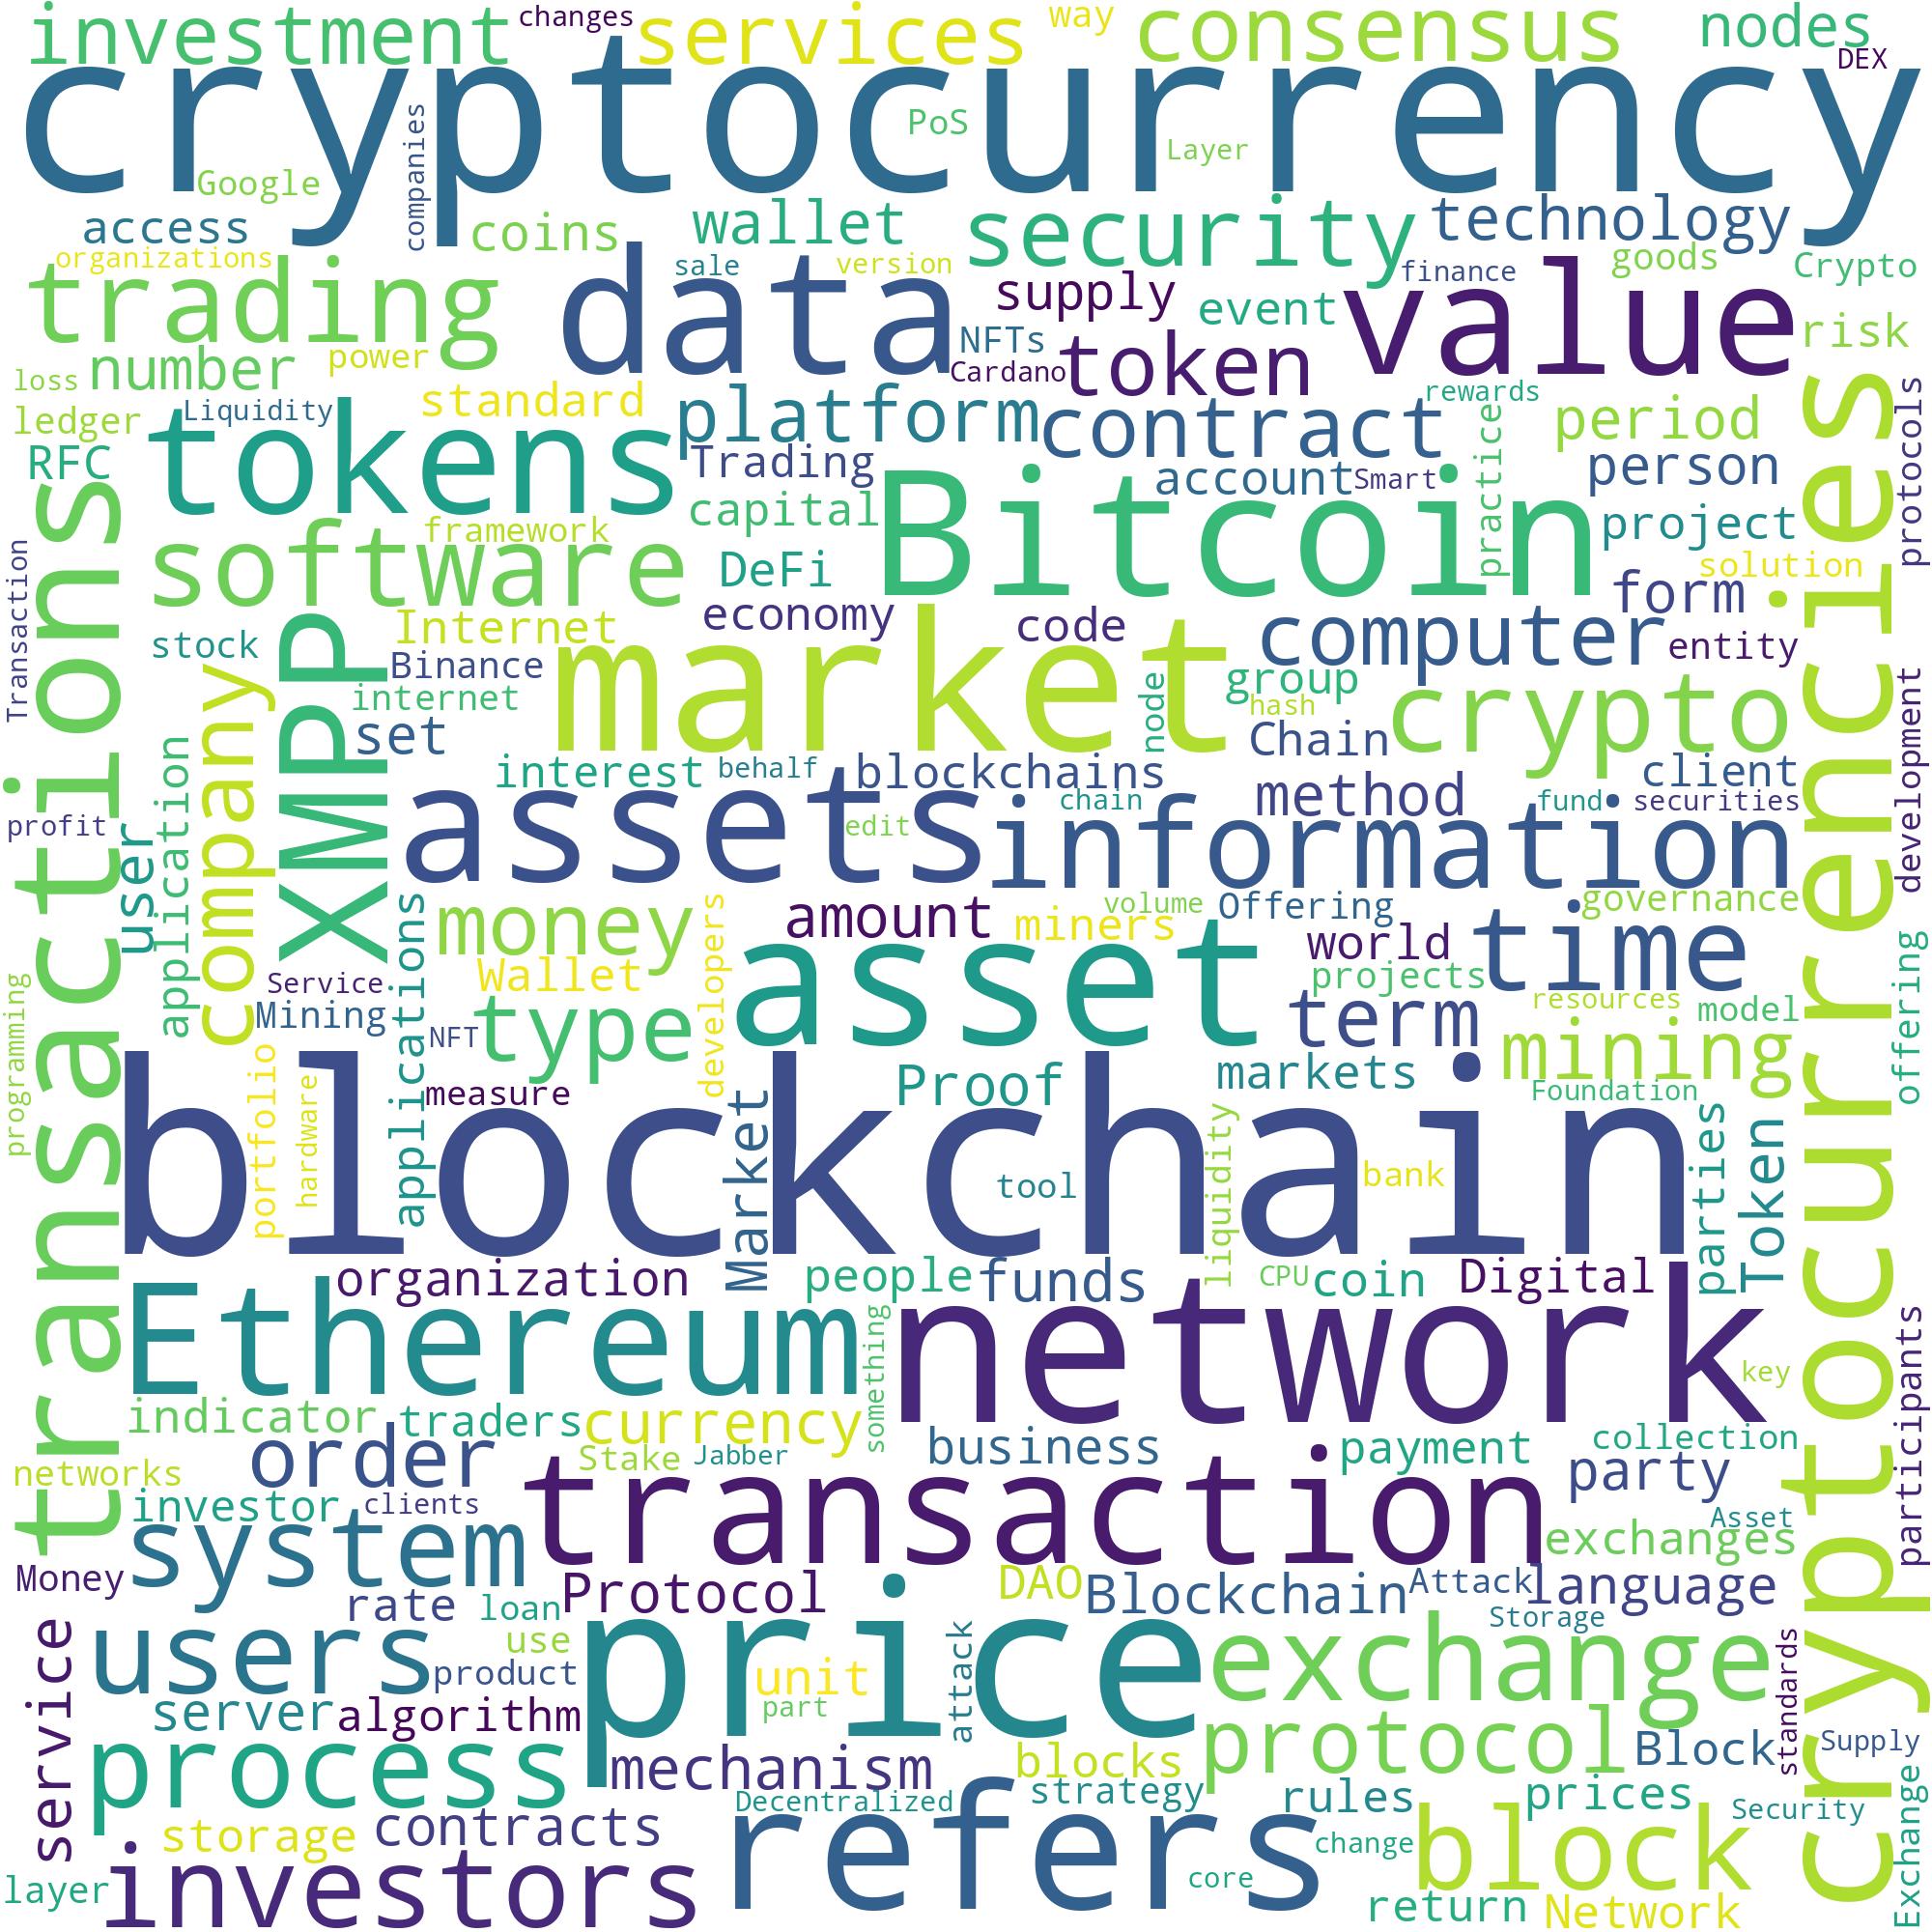 investment
changes
services
way
consensus
nodes
DEX
cryptocurrency
companies
PoS
Layer
Google
access
coins
wallet
security
technology
organizations
sale
version
finance
goods
Crypto
trading
data
supply
event
value
risk
number
power
NFTs
Cardano
token
loss
ledger
Liquidity
standard
platform
contract
rewards
period
protocols
RFC
tokens
Trading
account
Smart
practice
person
cryptocurrencies
transactions
software
framework
capital
Bitcoin
project
Transaction
DeFi
solution
form
stock
XMPP
Internet
economy
code
computer
entity
Binance
internet
market
group
crypto
company
set
node
hash
Chain
development
application
interest
behalf
blockchains
method
client
profit
user
assets
edit
chain
information
fund
securities
applications
money
developers
amount
miners
volume
Offering
governance
world
time
offering
programming
Service
Wallet
asset
projects
resources
Mining
NFT
type
term
model
mining
portfolio
hardware
measure
Market
Proof
markets
Foundation
blockchain
tool
liquidity
bank
parties
Token
organization
people
funds
CPU
coin
Digital
Ethereum
something
network
key
participants
indicator
traders
currency
order
Stake
Jabber
business
payment
collection
networks
party
investor
clients
transaction
Asset
system
exchanges
Money
rate
loan
Protocol
DAO
Blockchain
Attack
language
service
users
use
price
attack
Storage
exchange
product
unit
standards
server
algorithm
part
protocol
Block
Supply
process
mechanism
blocks
Exchange
Decentralized
strategy
rules
prices
Security
storage
contracts
refers
change
block
layer
investors
core
return
Network